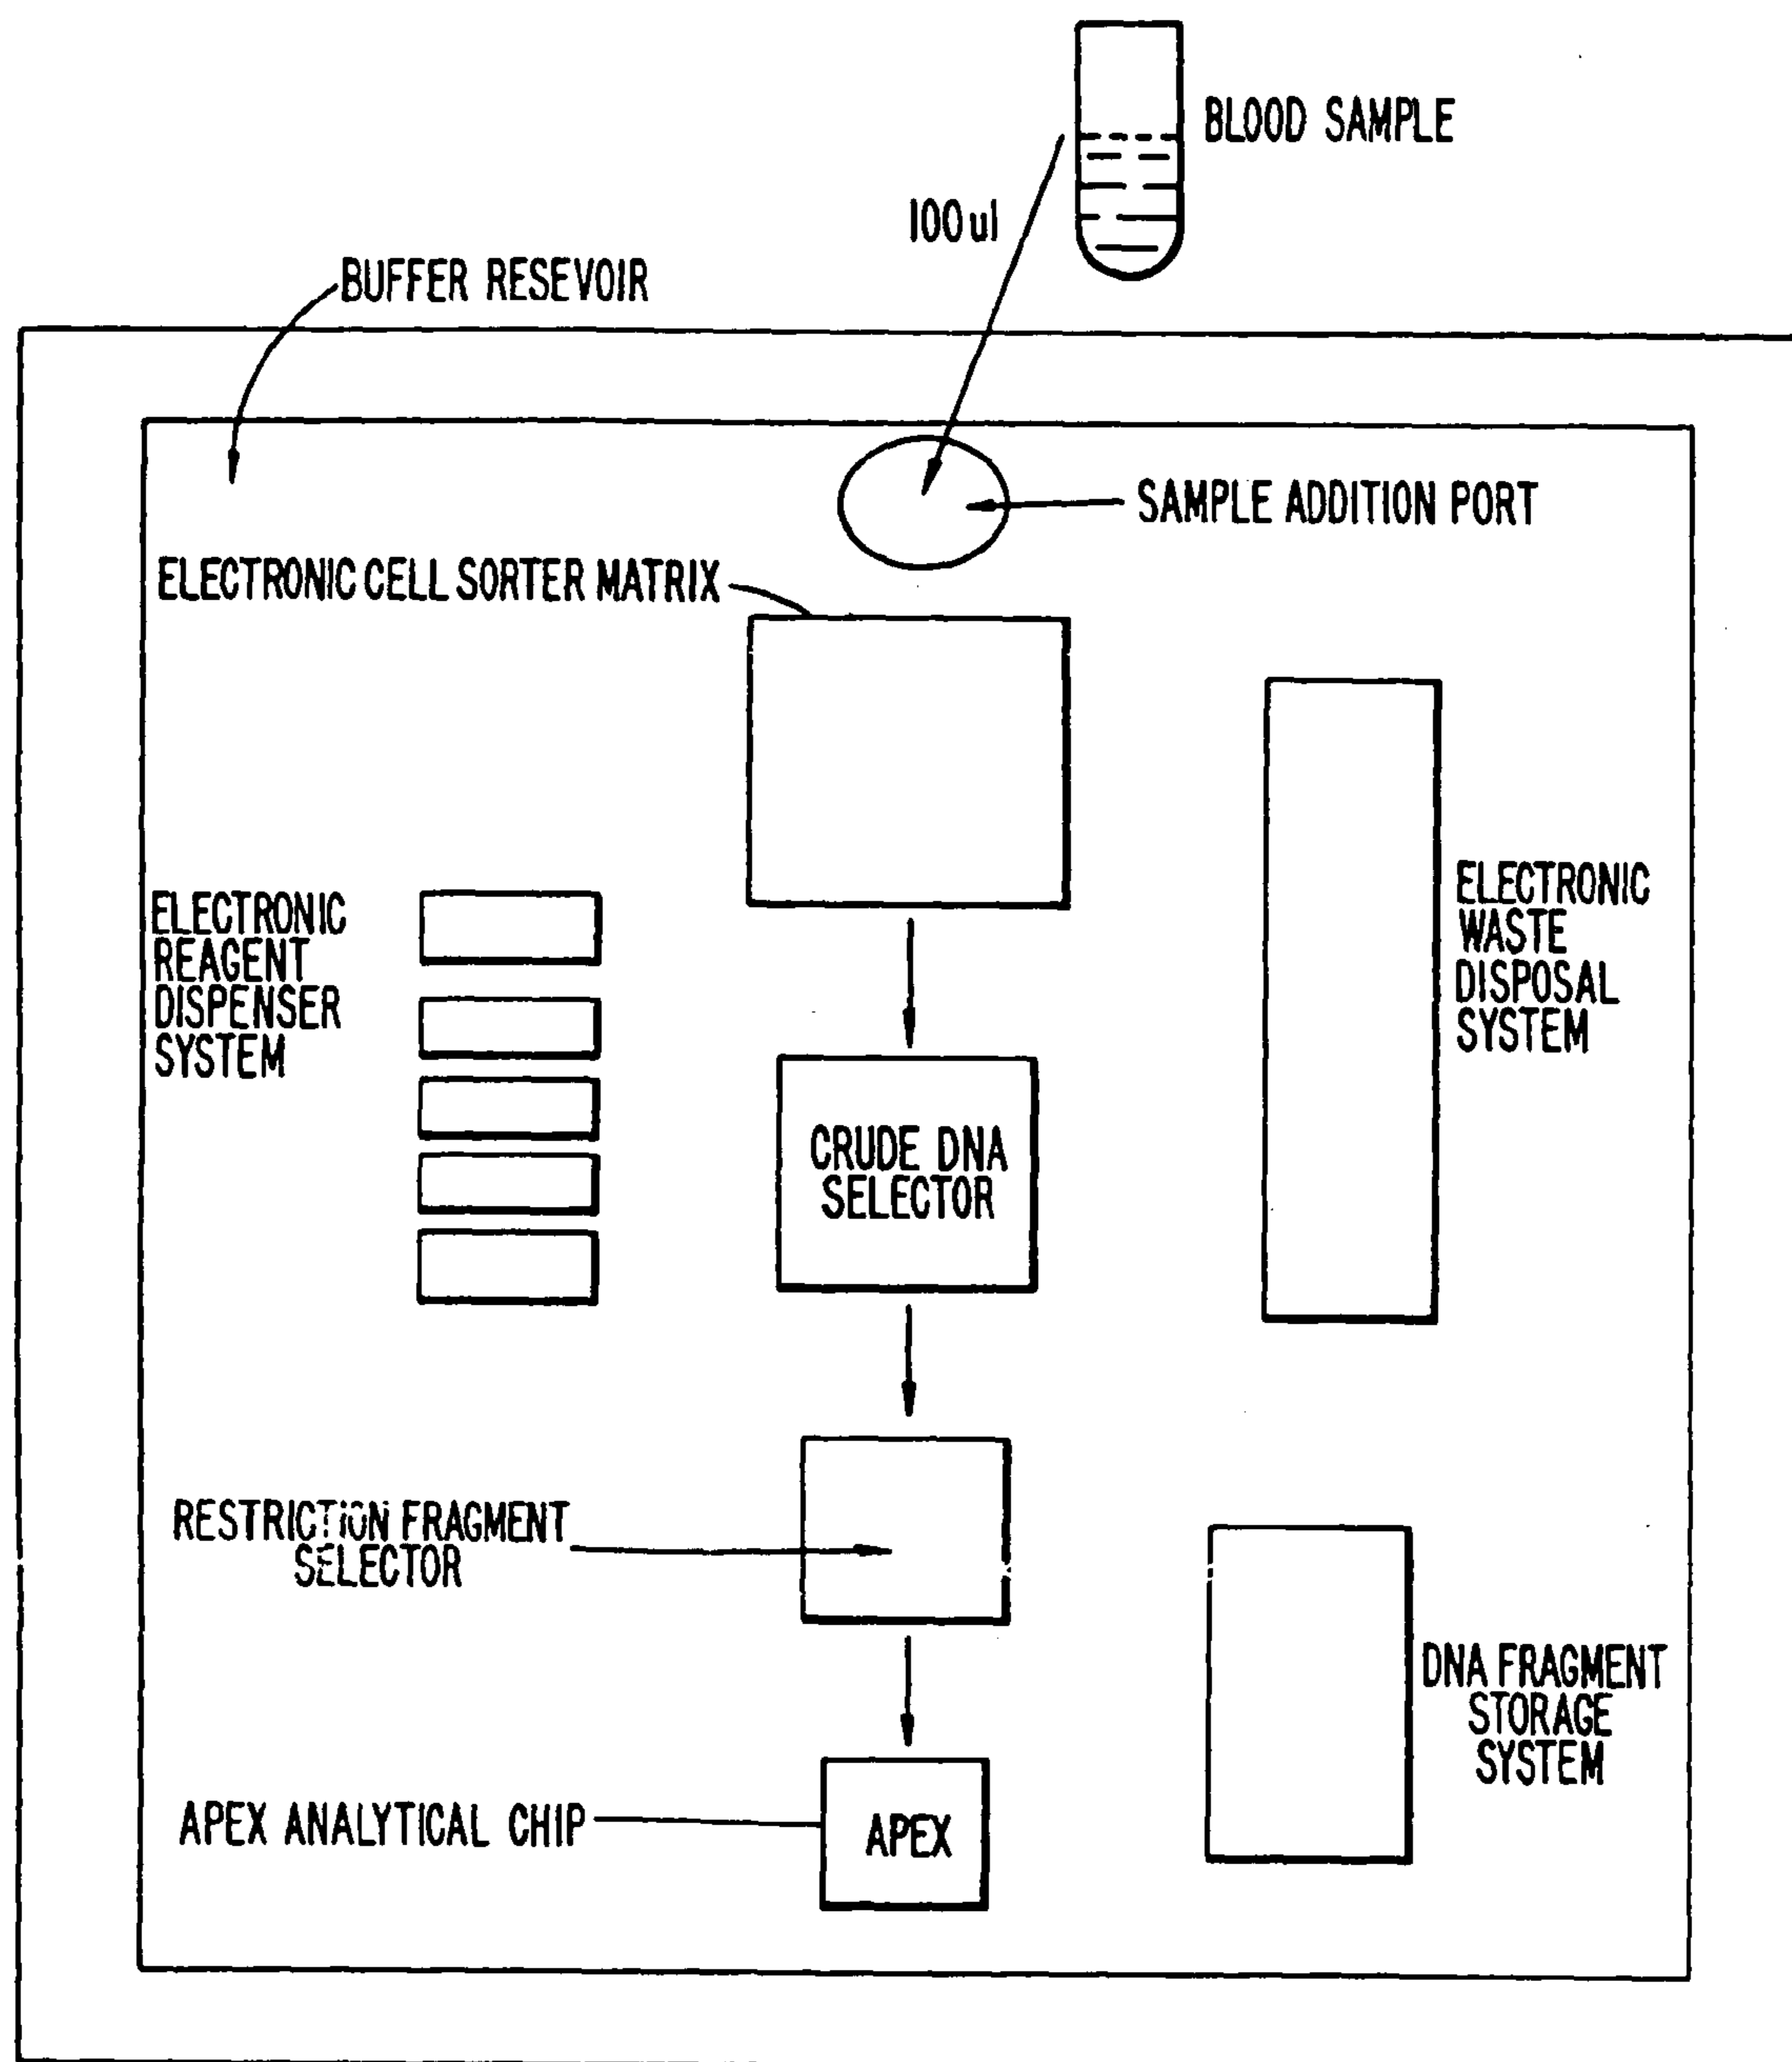 BLOOD SAMPLE
100ul
BUFFER RESEVOIR
SAMPLE ADDITION PORT
ELECTRONIC CELL SORTER MATRIX
ELECTRONIC
REAGENT
DISPENSER
SYSTEM
ELECTRONIC
WASTE
DISPOSAL
SYSTEM
CRUDE DNA
SELECTOR
RESTRICTION FRAGMENT
SELECTOR
DNA FRAGMENT
STORAGE
SYSTEM
APEX ANALYTICAL CHIP
APEX